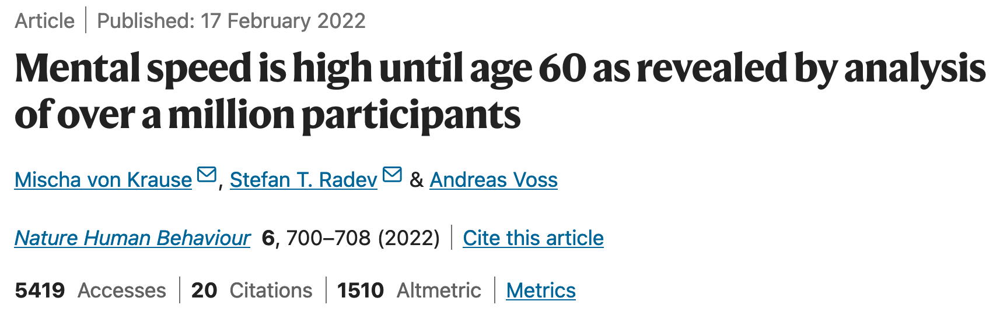 Article | Published: 17 February 2022
Mental speed is high until age 60 as revealed by analysis
of over a million participants
Mischa von Krause, Stefan T. Radev & Andreas Voss
Nature Human Behaviour 6, 700–708 (2022) | Cite this article
5419 Accesses | 20 Citations | 1510 Altmetric | Metrics